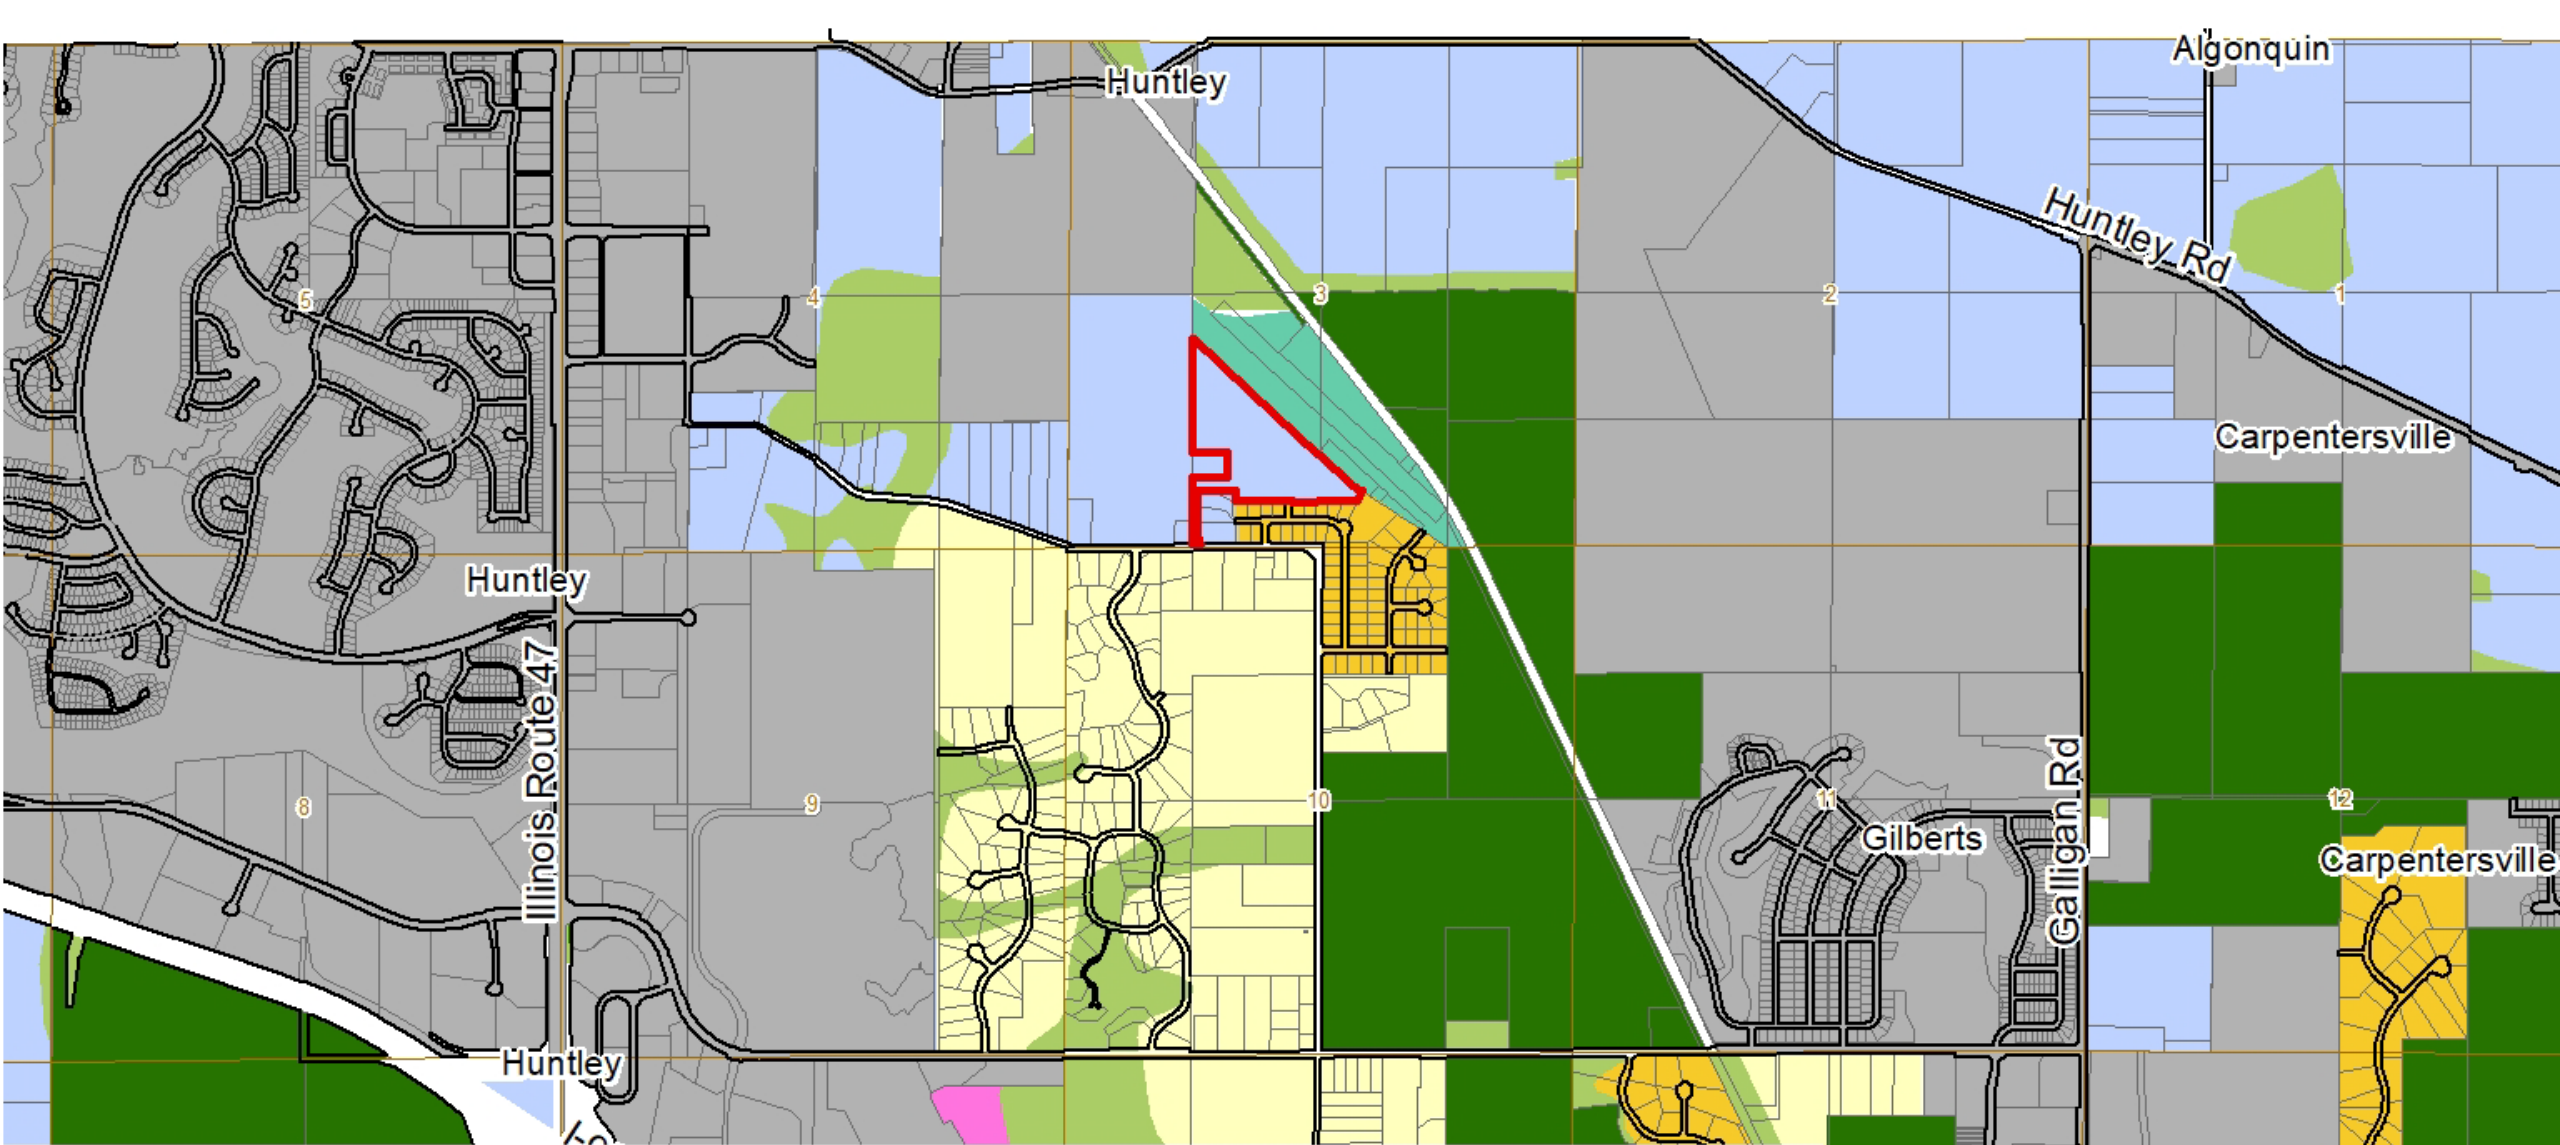 Algonquin
Huntley
Huntley Rd
5
4
3
2
1
Carpentersville
Huntley
Illinois Route 47
8
9
10
11
12
Gilberts
Galligan Rd
Carpentersville
Huntley